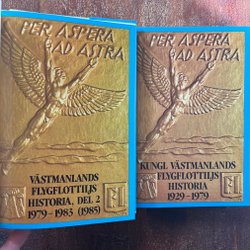 PER ASPERA
AD ASTRA
VÄSTMANLANDS
FLYGFLOTTILJS
HISTORIA, DEL 2
1979-1983 (1985)
PER ASPERA
AD ASTRA
KUNGL VÄSTMANLANDS
FLYGFLOTTILJS
HISTORIA
1929-1979